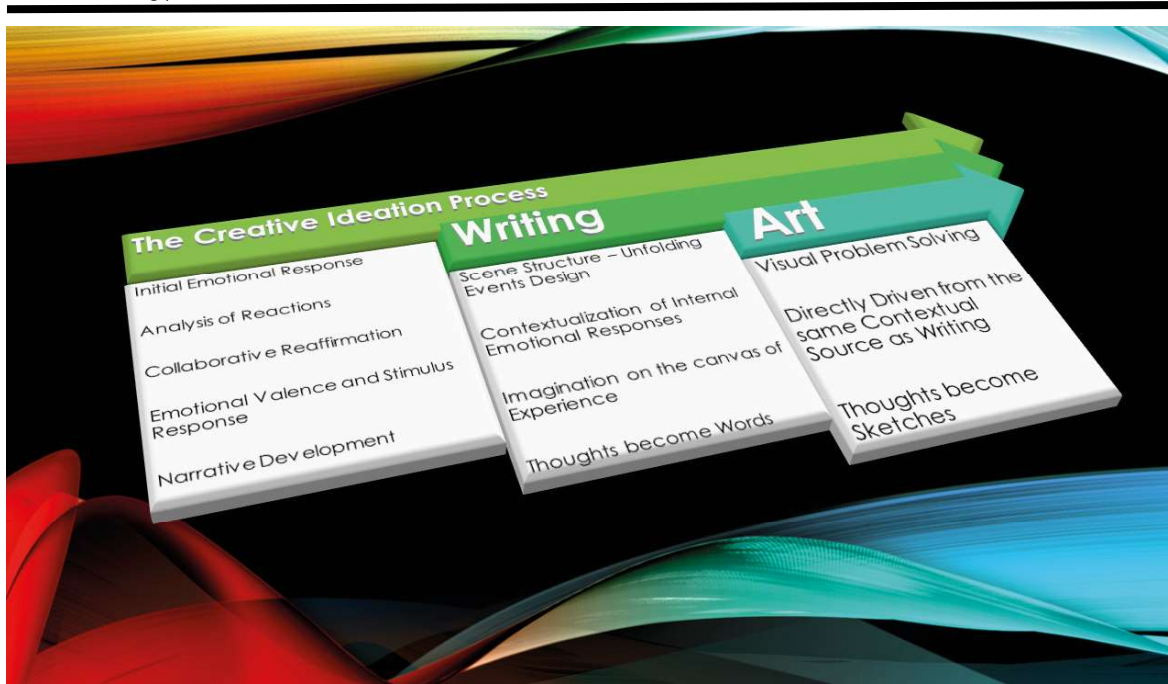 The Creative Ideation Process
Initial Emotional Response
Analysis of Reactions
Collaborative Reaffirmation
Emotional Valence and Stimulus
Response
Narrative Development
Writing
Scene Structure – Unfolding
Events Design
Contextualization of Internal
Emotional Responses
Imagination on the canvas of
Experience
Thoughts become Words
Art
Visual Problem Solving
Directly Driven from the
same Contextual
Source as Writing
Thoughts become
Sketches